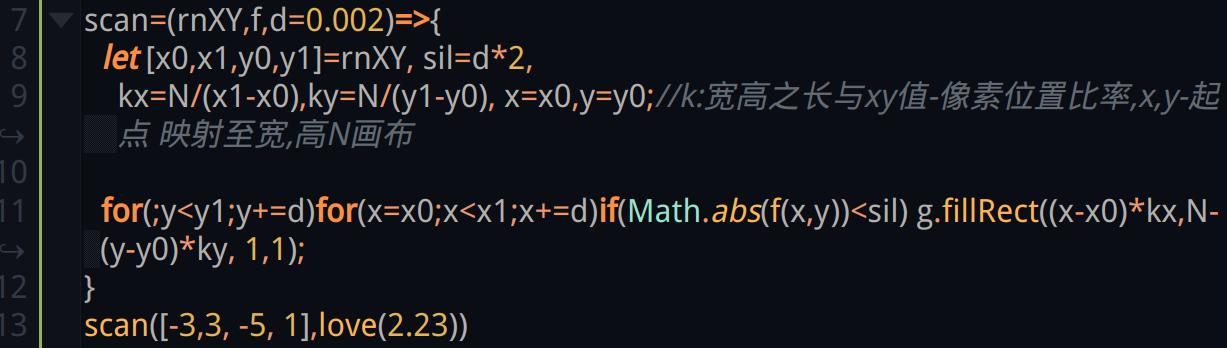 7 scan=(rnXY,f,d=0.002)=>{
8 let [x0,x1,y0,y1]=rnXY, sil=d*2,
9 kx=N/(x1-x0),ky=N/(y1-y0), x=x0,y=y0;//k:宽高之长与xy值-像素位置比率,x,y-起
↪ 点 映射至宽,高N画布
10
11 for(;y<y1;y+=d)for(x=x0;x<x1;x+=d)if(Math.abs(f(x,y))<sil) g.fillRect((x-x0)*kx,N-
↪ (y-y0)*ky, 1,1);
12 }
13 scan([-3,3, -5, 1],love(2.23))